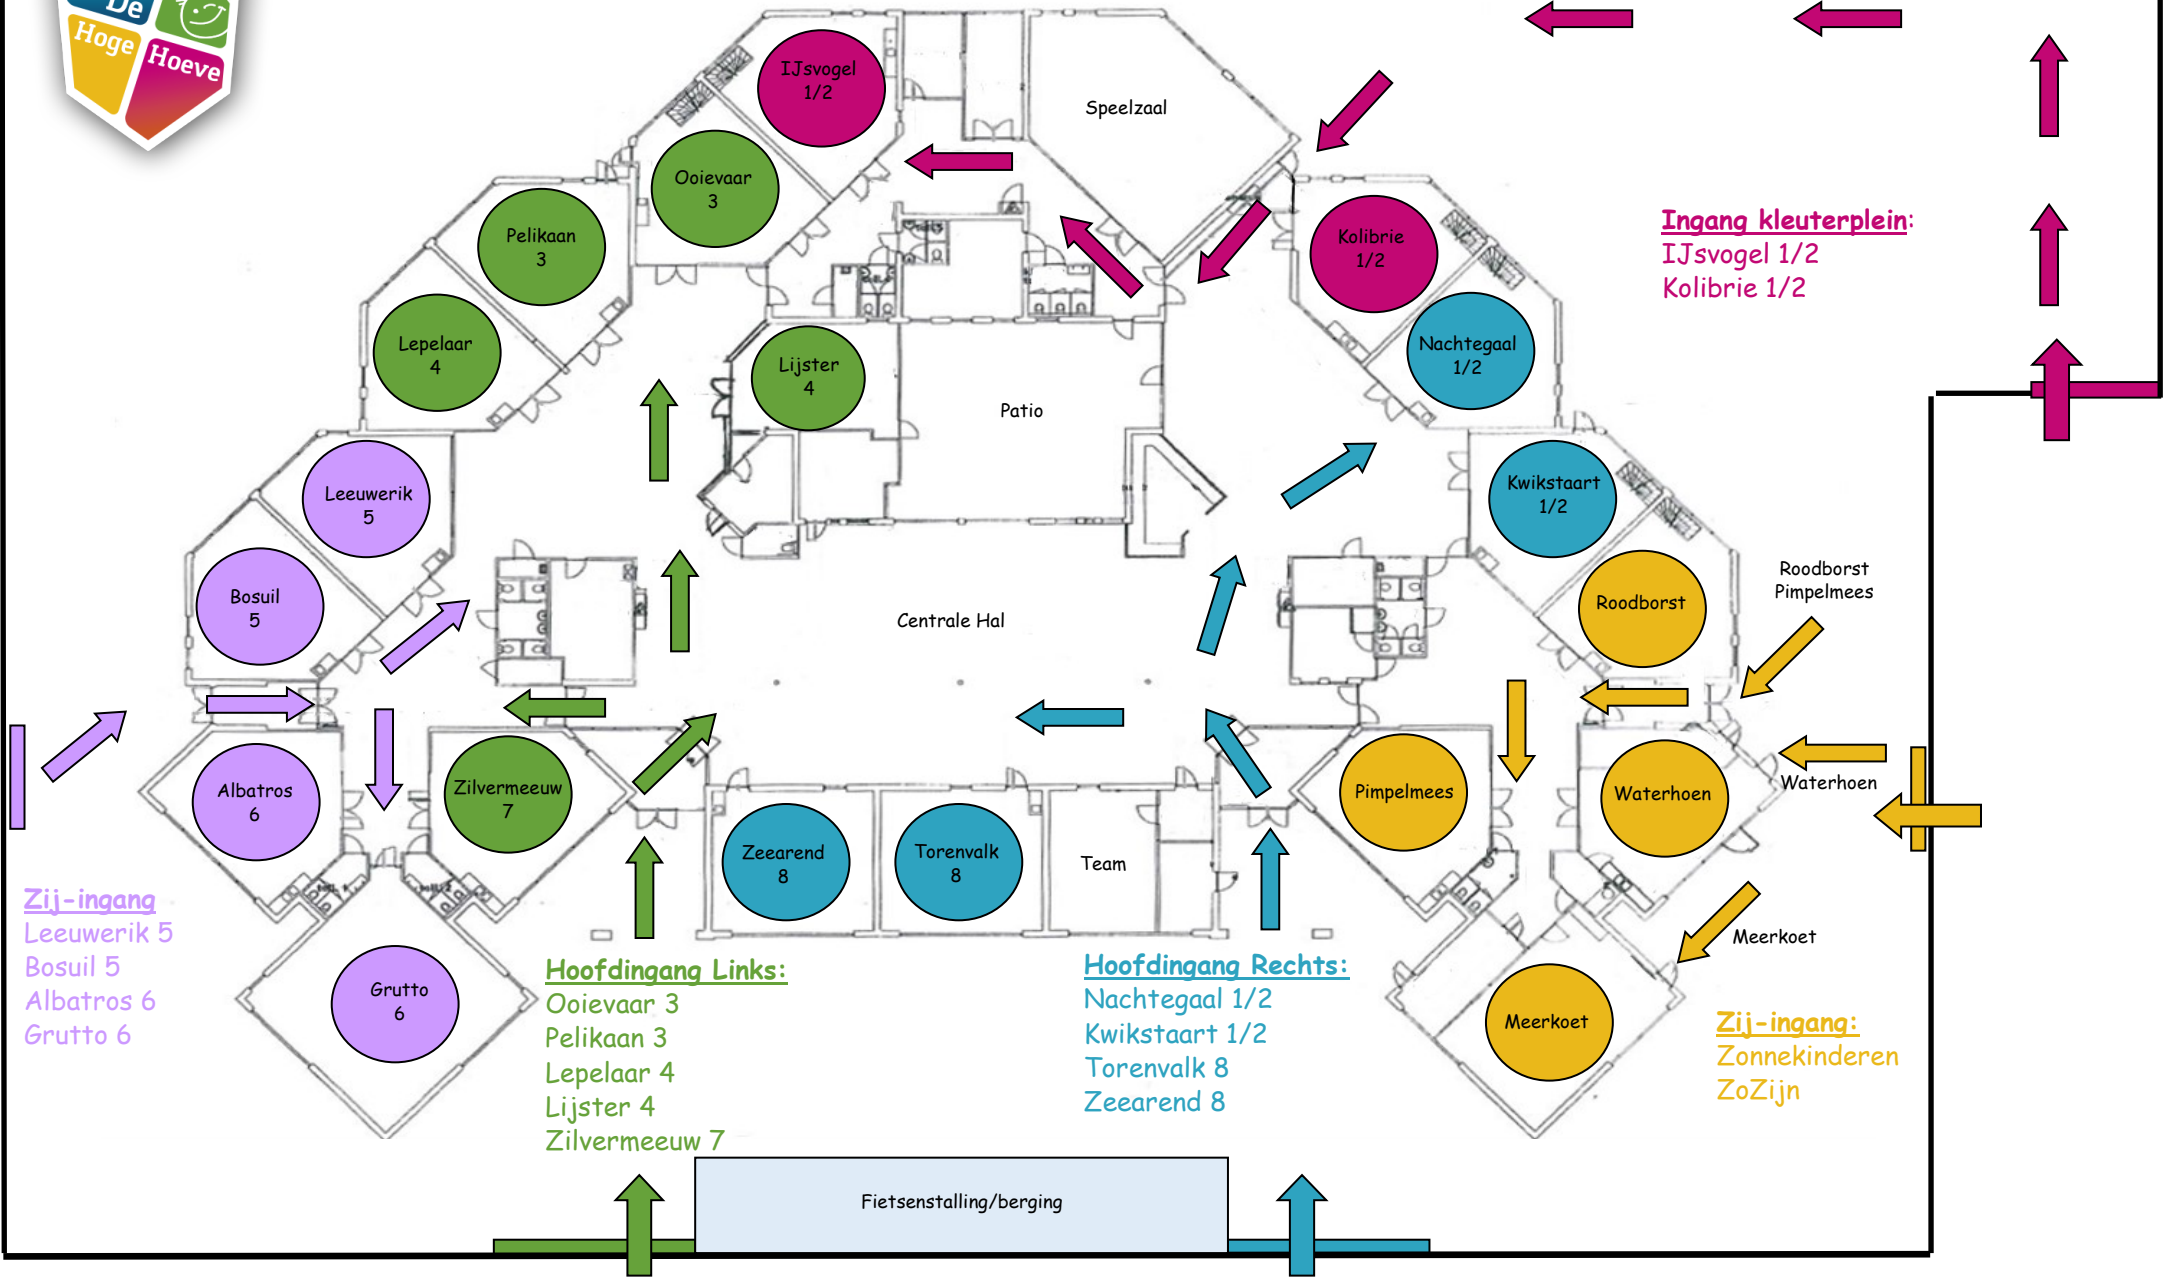 De
Hoge
Hoeve
IJsvogel
1/2
Speelzaal
Ooievaar
3
Pelikaan
3
Kolibrie
1/2
Ingang kleuterplein:
IJsvogel 1/2
Kolibrie 1/2
Lepelaar
4
Lijster
4
Nachtegaal
1/2
Patio
Leeuwerik
5
Kwikstaart
1/2
Bosuil
5
Centrale Hal
Roodborst
Roodborst
Pimpelmees
Albatros
6
Zilvermeeuw
7
Pimpelmees
Waterhoen
Waterhoen
Zeearend
8
Torenvalk
8
Team
Meerkoet
Zij-ingang
Leeuwerik 5
Bosuil 5
Albatros 6
Grutto 6
Grutto
6
Hoofdingang Links:
Ooievaar 3
Pelikaan 3
Lepelaar 4
Lijster 4
Zilvermeeuw 7
Hoofdingang Rechts:
Nachtegaal 1/2
Kwikstaart 1/2
Torenvalk 8
Zeearend 8
Meerkoet
Zij-ingang:
Zonnekinderen
ZoZijn
Fietsenstalling/berging